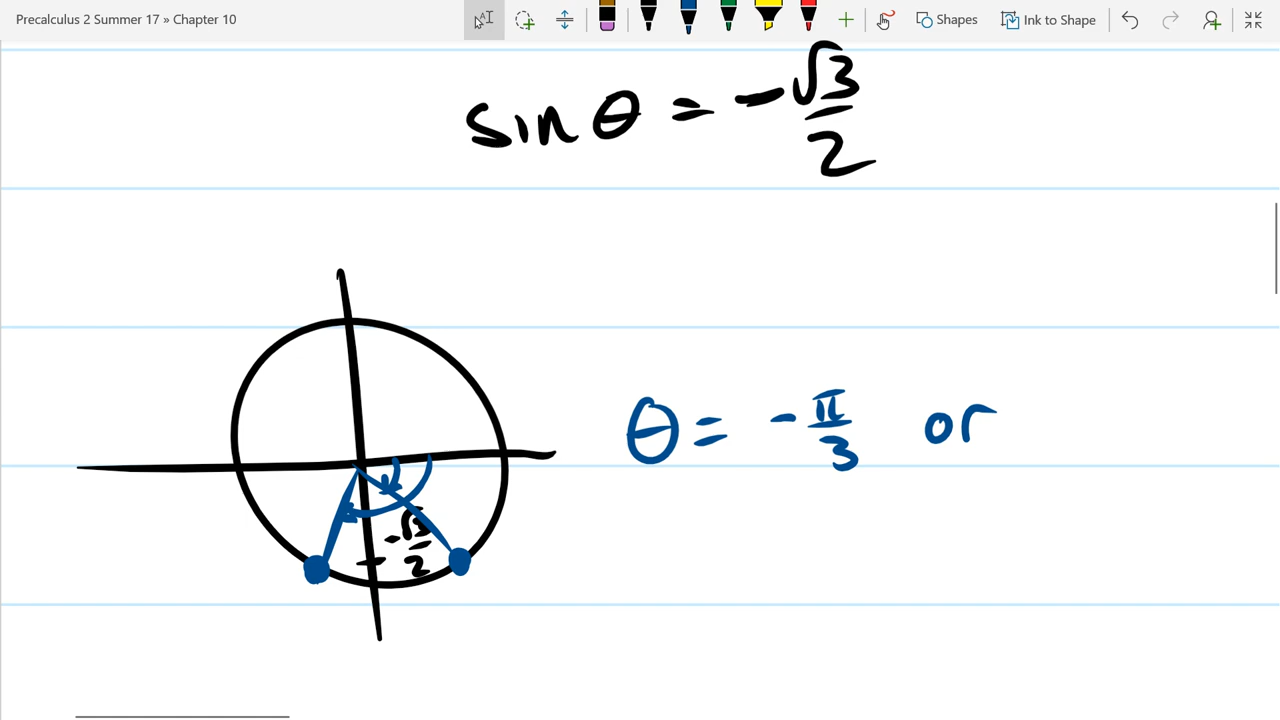 Precalculus 2 Summer 17 » Chapter 10
Shapes
Ink to Shape
sin θ = -√3/2
θ = -π/3 or
-√3/2